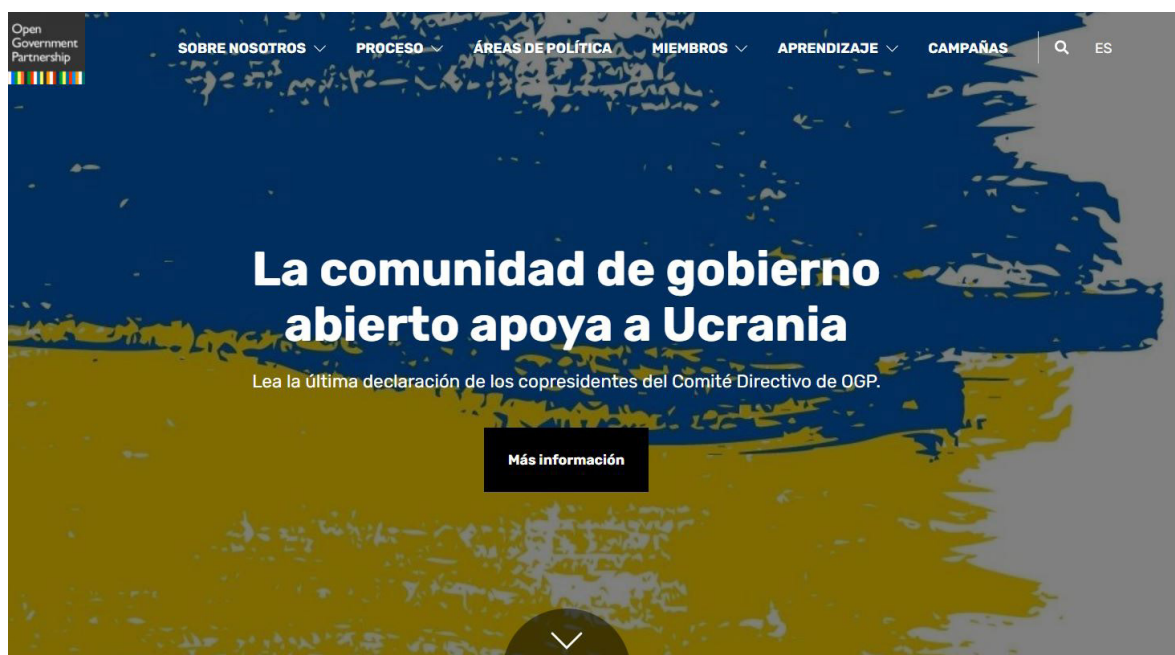 Open
Government
Partnership
SOBRE NOSOTROS PROCESO ÁREAS DE POLÍTICA MIEMBROS APRENDIZAJE CAMPAÑAS ES
La comunidad de gobierno
abierto apoya a Ucrania
Lea la última declaración de los copresidentes del Comité Directivo de OGP.
Más información